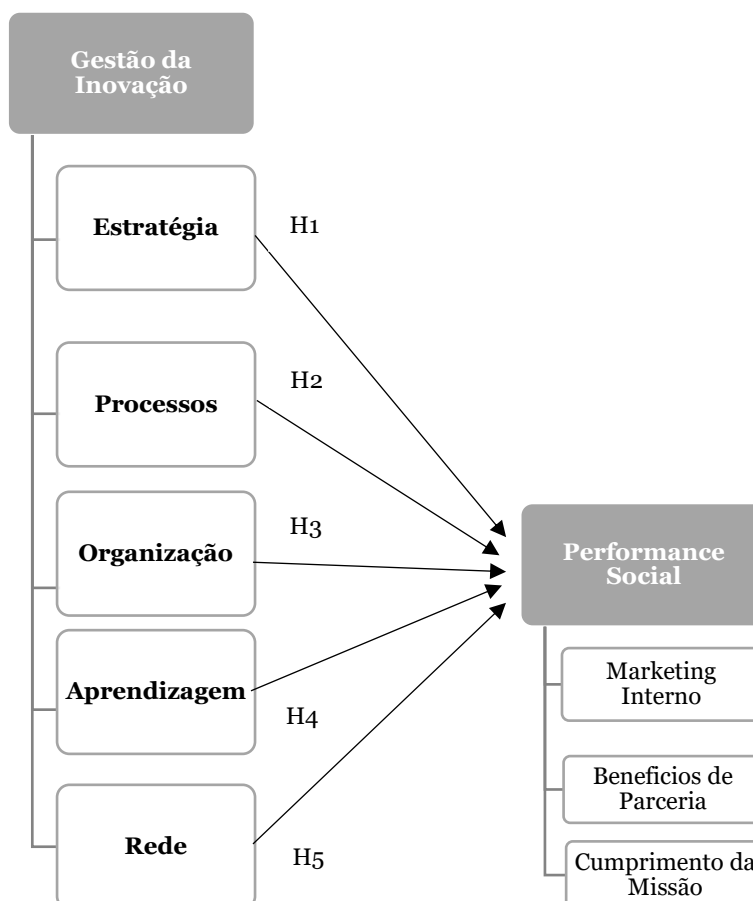 Gestão da
Inovação
Estratégia
H1
Processos
H2
Organização
H3
Aprendizagem
H4
Rede
H5
Performance
Social
Marketing
Interno
Beneficios de
Parceria
Cumprimento da
Missão